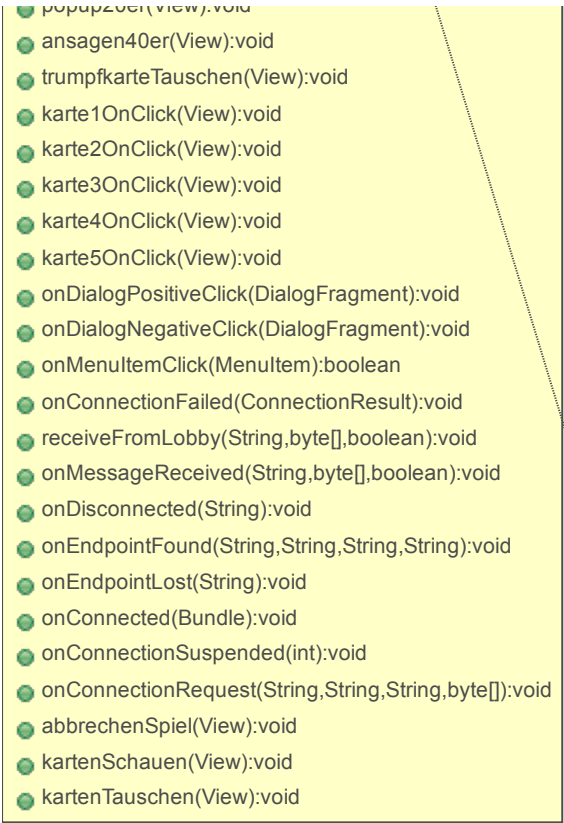 popup20er(View):void
ansagen40er(View):void
trumpfkarteTauschen(View):void
karte1OnClick(View):void
karte2OnClick(View):void
karte3OnClick(View):void
karte4OnClick(View):void
karte5OnClick(View):void
onDialogPositiveClick(DialogFragment):void
onDialogNegativeClick(DialogFragment):void
onMenuItemClick(MenuItem):boolean
onConnectionFailed(ConnectionResult):void
receiveFromLobby(String,byte[],boolean):void
onMessageReceived(String,byte[],boolean):void
onDisconnected(String):void
onEndpointFound(String,String,String,String):void
onEndpointLost(String):void
onConnected(Bundle):void
onConnectionSuspended(int):void
onConnectionRequest(String,String,String,byte[]):void
abbrechenSpiel(View):void
kartenSchauen(View):void
kartenTauschen(View):void